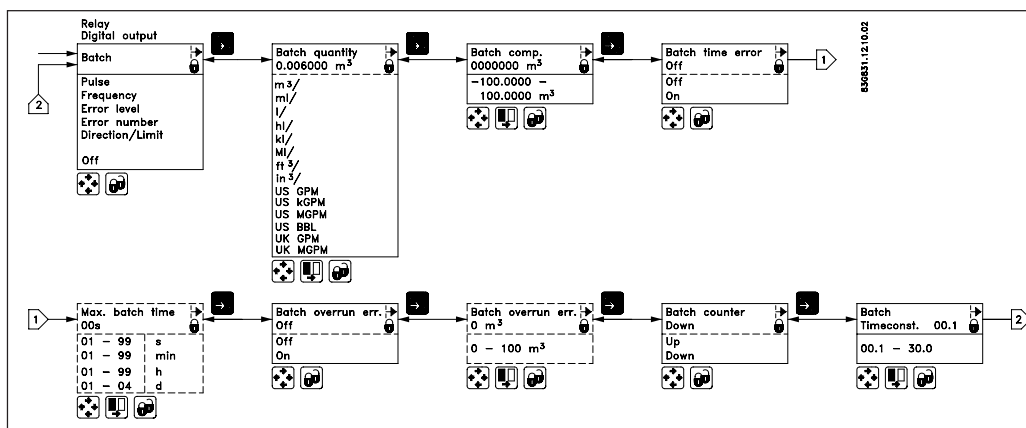 Relay
Digital output
Batch
Pulse
Frequency
Error level
Error number
Direction/Limit
Off
2
Batch quantity
0.006000 m³
m³/
ml/
l/
hl/
kl/
Ml/
ft³/
in³/
US GPM
US kGPM
US MGPM
US BBL
UK GPM
UK MGPM
Batch comp.
0000000 m³
-100.0000 -
100.0000 m³
Batch time error
Off
Off
On
1
830831.12.10.02
1
Max. batch time
00s
01 - 99 s
01 - 99 min
01 - 99 h
01 - 04 d
Batch overrun err.
Off
Off
On
Batch overrun err.
0 m³
0 - 100 m³
Batch counter
Down
Up
Down
Batch
Timeconst. 00.1
00.1 - 30.0
2